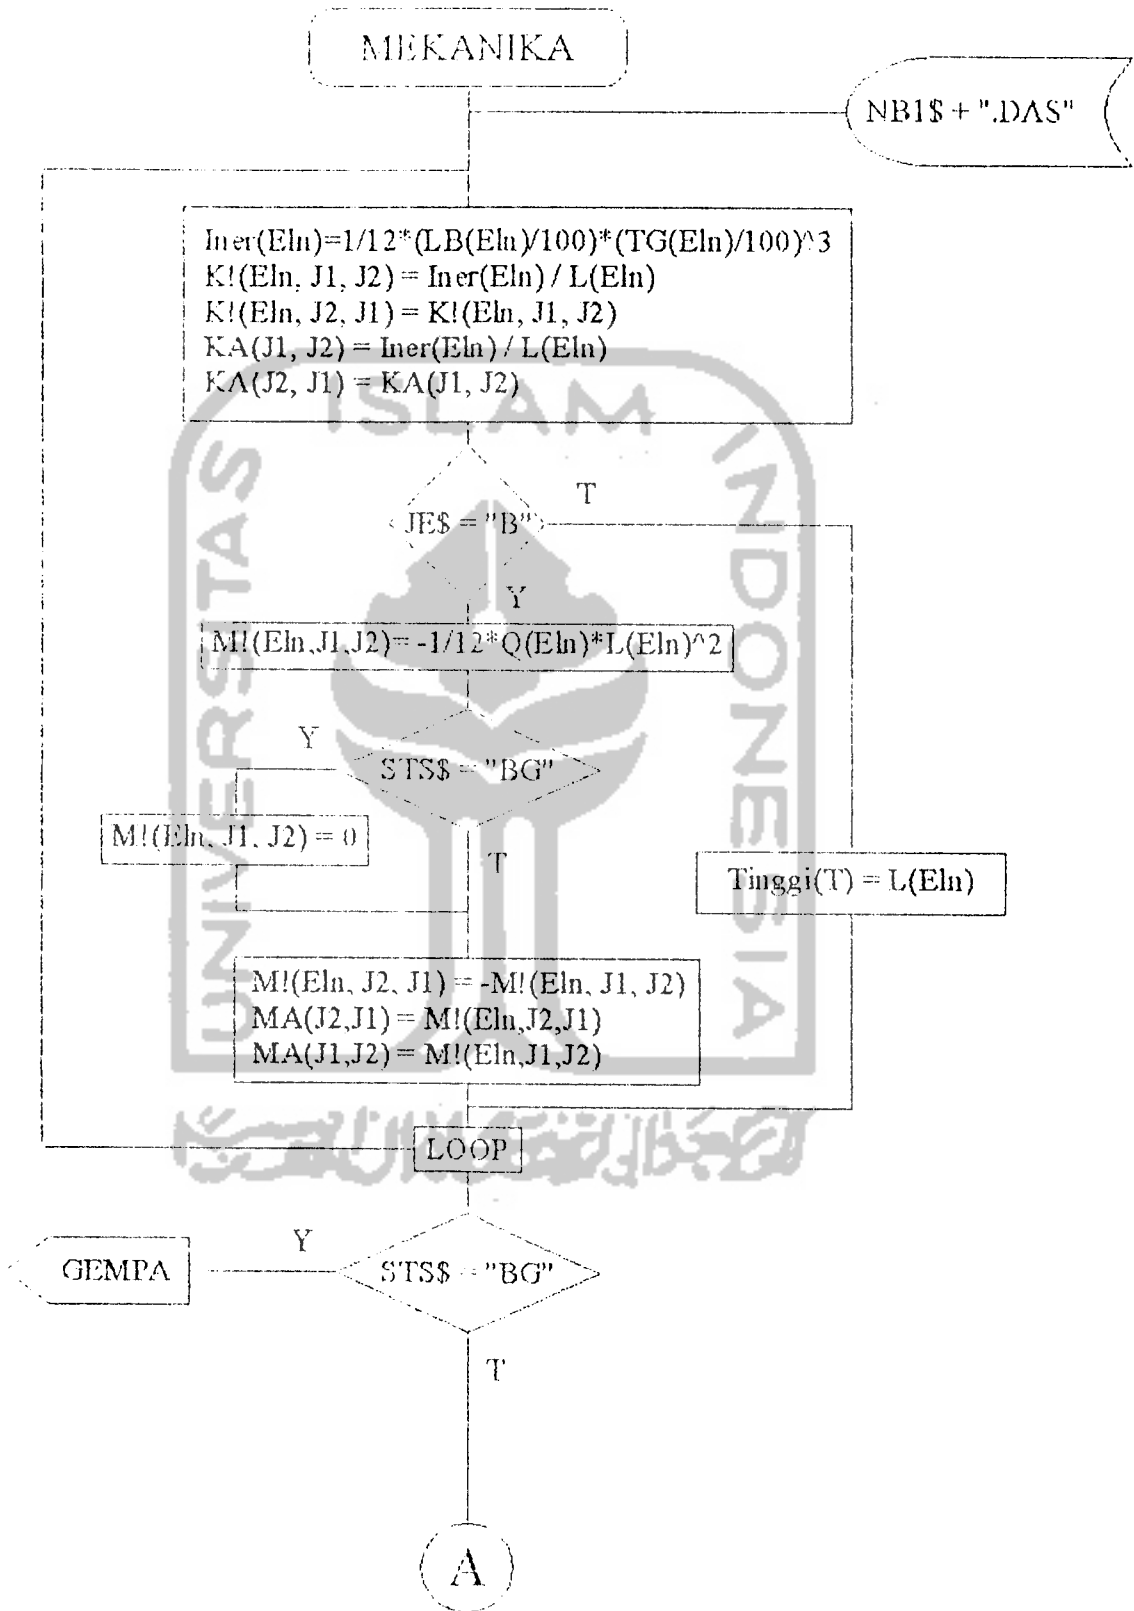 MEKANIKA
NB1$ + ".DAS"
Iner(Eln)=1/12*(LB(Eln)/100)*(TG(Eln)/100)^3
K!(Eln, J1, J2) = Iner(Eln) / L(Eln)
K!(Eln, J2, J1) = K!(Eln, J1, J2)
KA(J1, J2) = Iner(Eln) / L(Eln)
KA(J2, J1) = KA(J1, J2)
JE$ = "B"
T
Y
M!(Eln,J1,J2)= -1/12*Q(Eln)*L(Eln)^2
STS$ = "BG"
Y
M!(Eln, J1, J2) = 0
T
Tinggi(T) = L(Eln)
M!(Eln, J2, J1) = -M!(Eln, J1, J2)
MA(J2,J1) = M!(Eln,J2,J1)
MA(J1,J2) = M!(Eln,J1,J2)
LOOP
STS$ = "BG"
Y
GEMPA
T
A
UNIVERSITAS
ISLAM
INDONESIA